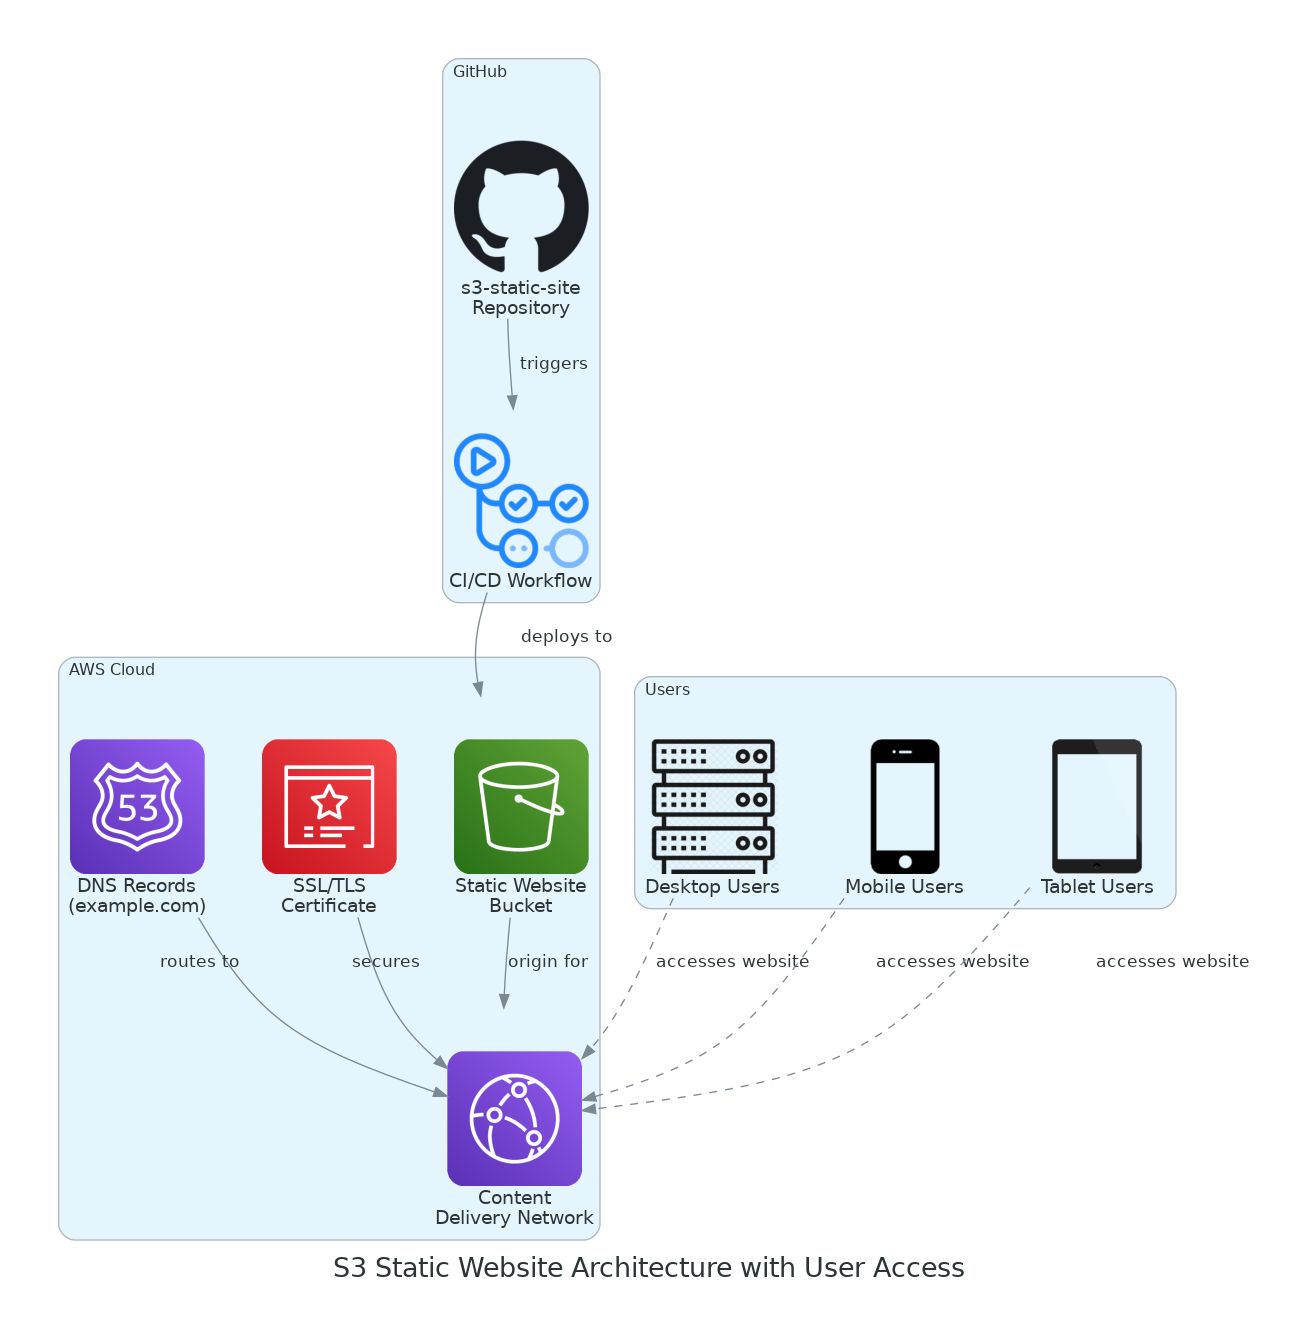 GitHub
s3-static-site
Repository
triggers
CI/CD Workflow
deploys to
AWS Cloud
Users
53
DNS Records
(example.com)
SSL/TLS
Certificate
Static Website
Bucket
Desktop Users
Mobile Users
Tablet Users
routes to
secures
origin for
accesses website
accesses website
accesses website
Content
Delivery Network
S3 Static Website Architecture with User Access